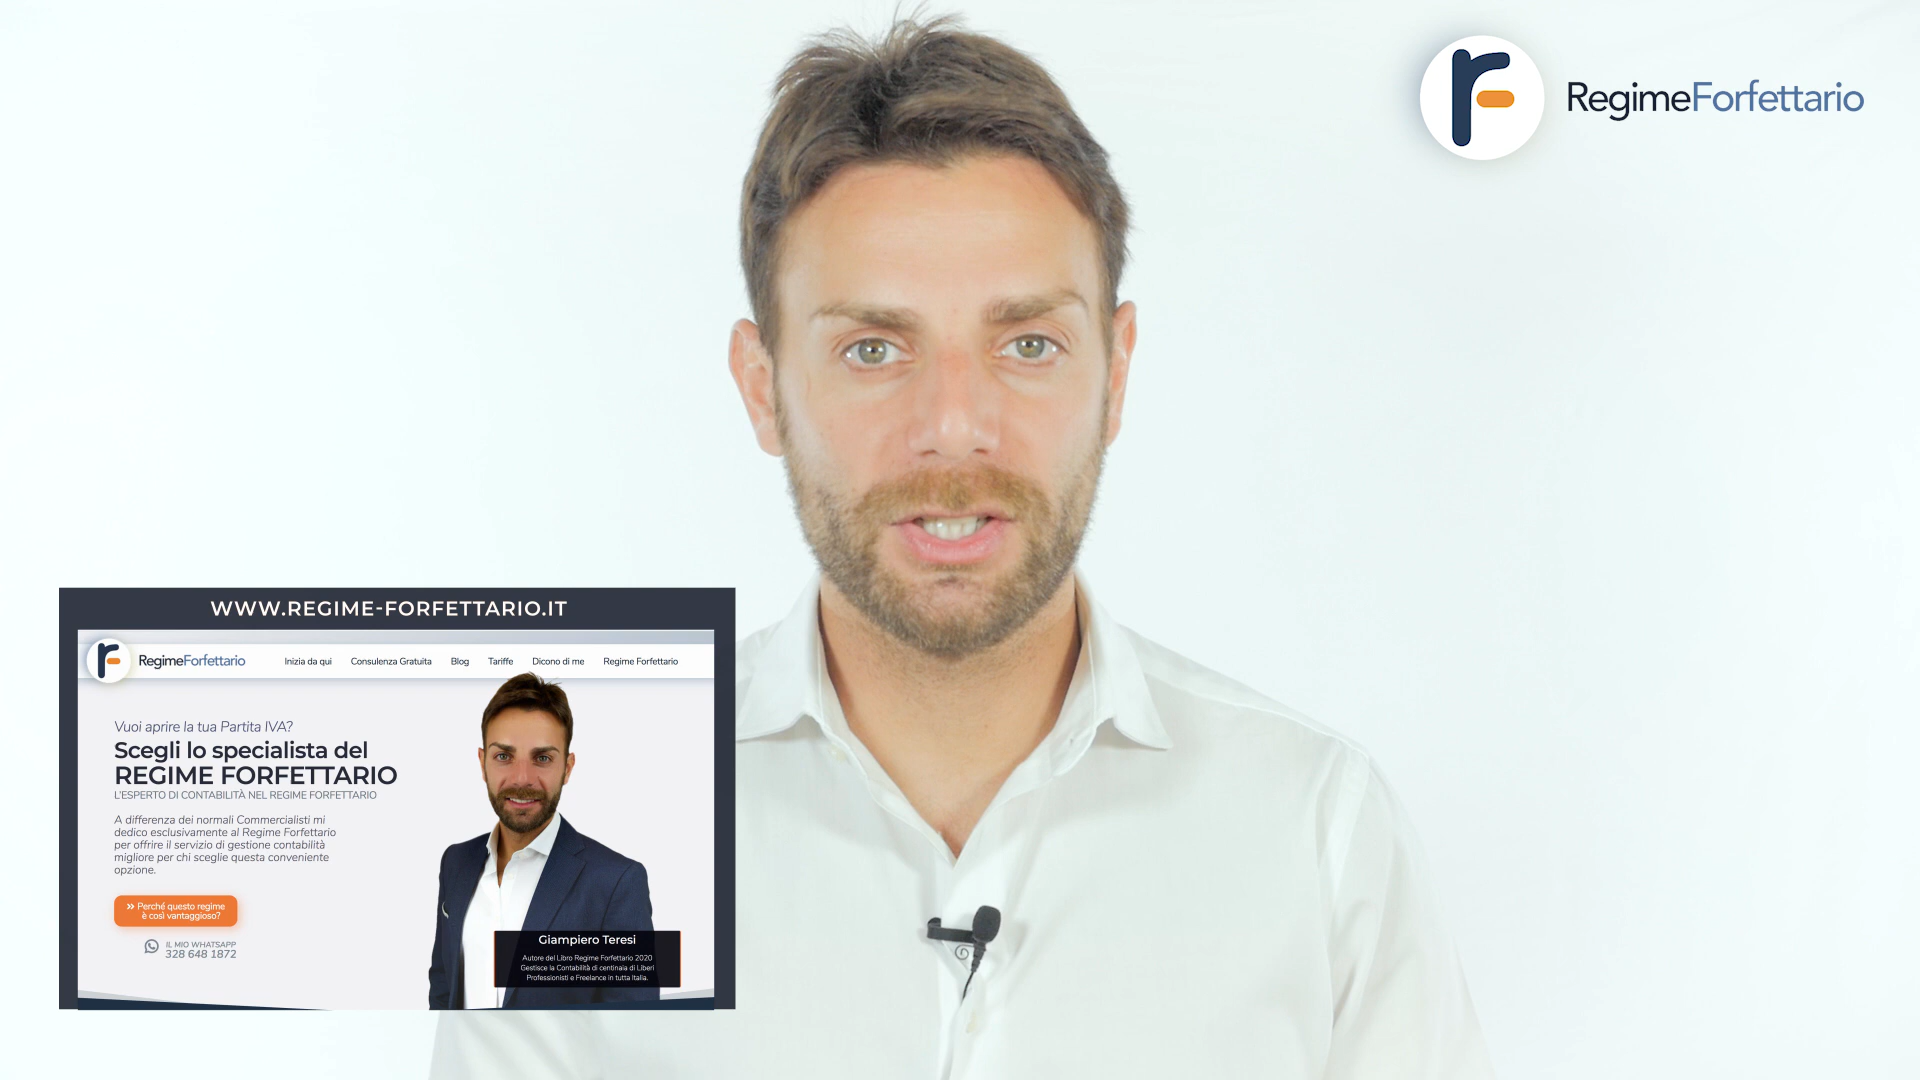 RegimeForfettario
WWW.REGIME-FORFETTARIO.IT
RegimeForfettario
Inizia da qui
Consulenza Gratuita
Blog
Tariffe
Dicono di me
Regime Forfettario
Vuoi aprire la tua Partita IVA?
Scegli lo specialista del
REGIME FORFETTARIO
L'ESPERTO DI CONTABILITÀ NEL REGIME FORFETTARIO
A differenza dei normali Commercialisti mi
dedico esclusivamente al Regime Forfettario
per offrire il servizio di gestione contabilità
migliore per chi sceglie questa conveniente
opzione.
» Perché questo regime
è così vantaggioso?
IL MIO WHATSAPP
328 648 1872
Giampiero Teresi
Autore del Libro Regime Forfettario 2020
Gestisce la Contabilità di centinaia di Liberi
Professionisti e Freelance in tutta Italia.